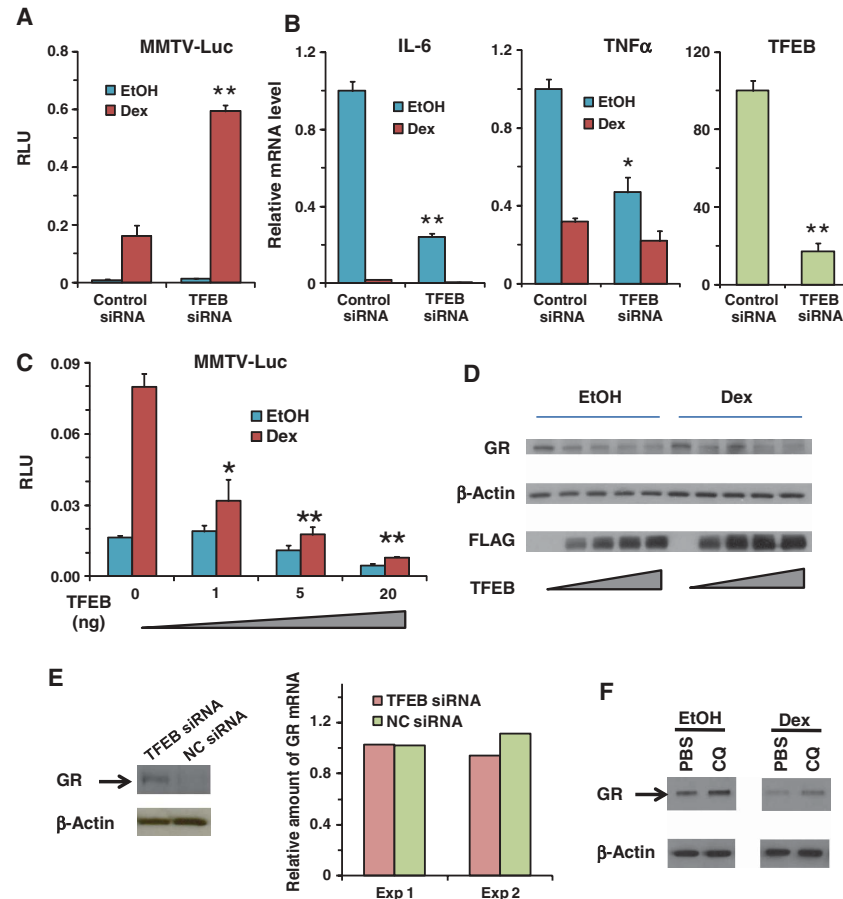 A
MMTV-Luc
0.8
0.6
0.4
0.2
0
RLU
EtOH
Dex
**
Control siRNA
TFEB siRNA
B
IL-6
1.2
1.0
0.8
0.4
0
Relative mRNA level
EtOH
Dex
**
Control siRNA
TFEB siRNA
TNFα
1.2
1.0
0.8
0.4
0
EtOH
Dex
*
Control siRNA
TFEB siRNA
TFEB
120
80
40
0
**
Control siRNA
TFEB siRNA
C
MMTV-Luc
0.09
0.06
0.03
0.00
RLU
EtOH
Dex
*
**
**
0 1 5 20
TFEB (ng)
D
EtOH Dex
GR
β-Actin
FLAG
TFEB
E
TFEB siRNA
NC siRNA
GR
β-Actin
Relative amount of GR mRNA
TFEB siRNA
NC siRNA
1.2
0.8
0.4
0
Exp 1 Exp 2
F
EtOH Dex
PBS CQ PBS CQ
GR
β-Actin